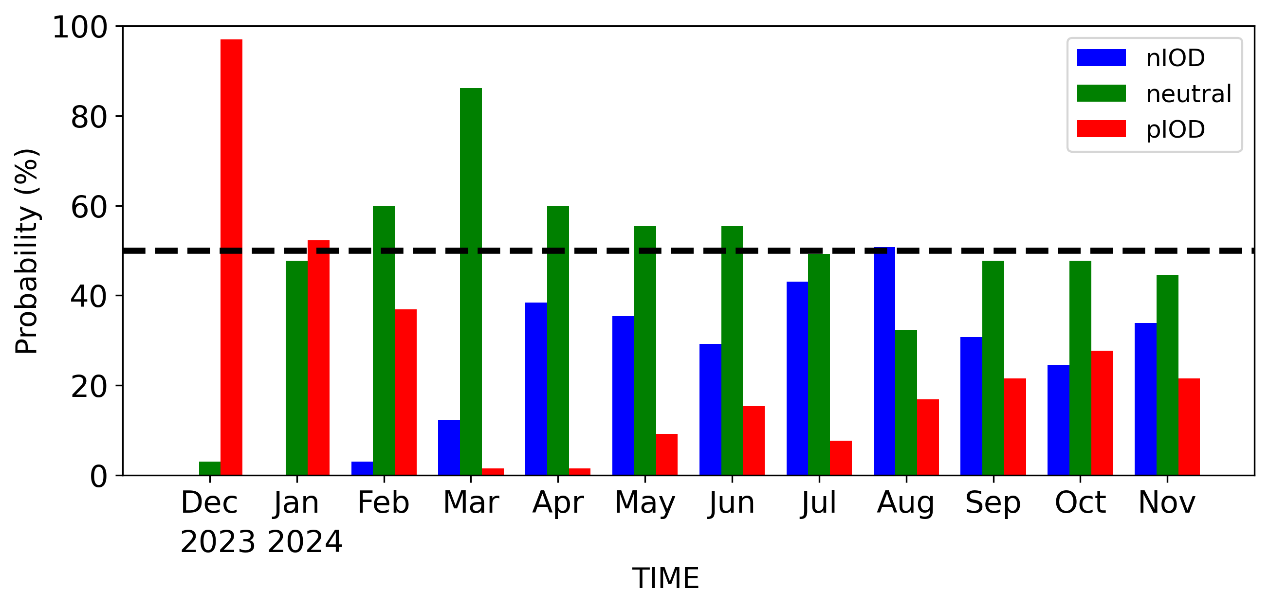 100
80
60
40
20
0
Probability (%)
nIOD
neutral
pIOD
Dec Jan Feb Mar Apr May Jun Jul Aug Sep Oct Nov
2023 2024
TIME